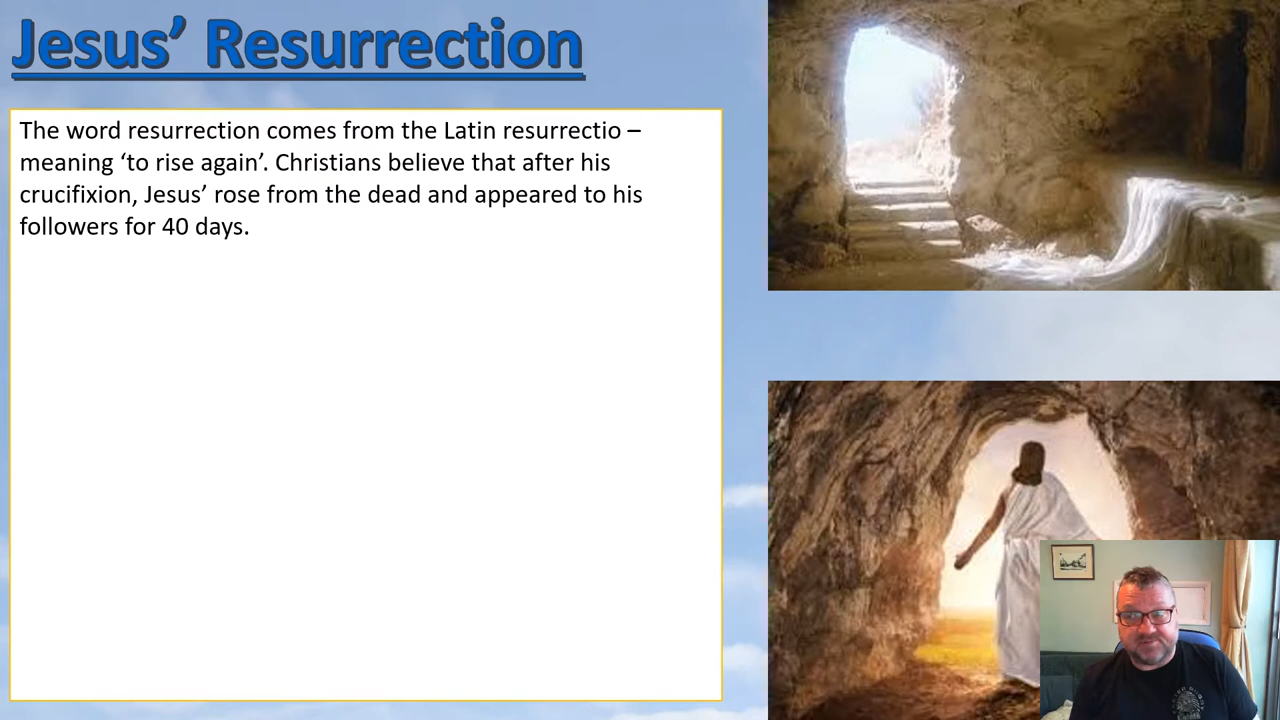 Jesus’ Resurrection
The word resurrection comes from the Latin resurrectio –
meaning ‘to rise again’. Christians believe that after his
crucifixion, Jesus’ rose from the dead and appeared to his
followers for 40 days.